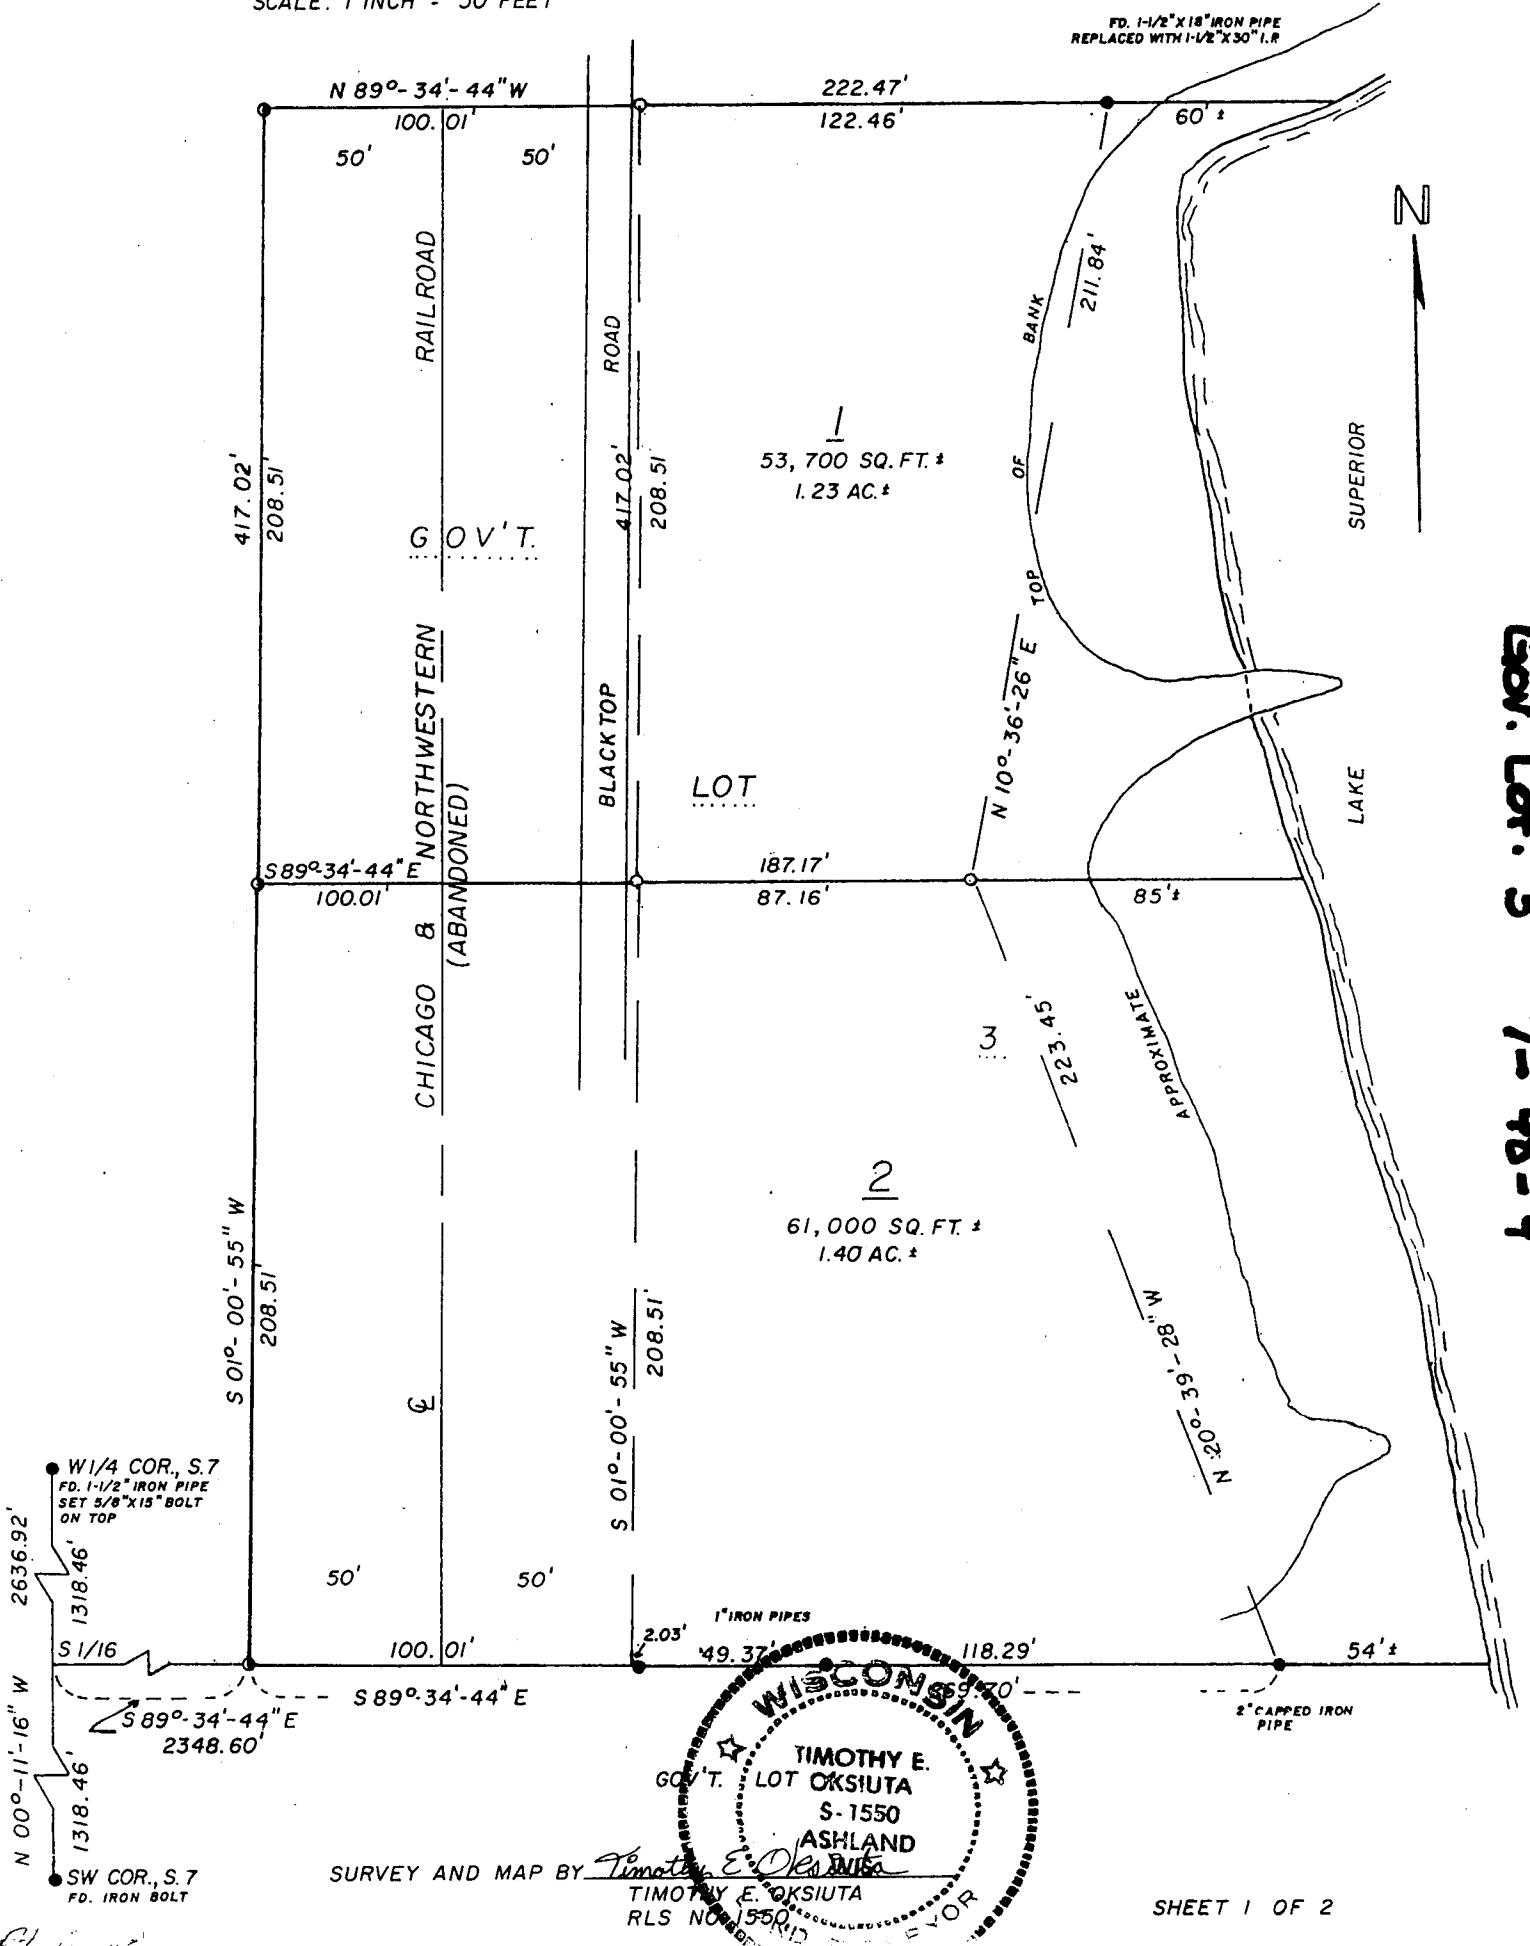 SCALE: 1 INCH = 50 FEET
FD. 1-1/2"X18" IRON PIPE
REPLACED WITH 1-1/2"X30" I.P.
N 89°-34'-44" W
222.47'
100.01'
122.46'
60' ±
50'
50'
N
RAILROAD
ROAD
BANK
211.84'
1
53,700 SQ. FT. ±
1.23 AC. ±
OF
SUPERIOR
417.02'
208.51'
417.02'
208.51'
GOV'T.
TOP
N 10°-36'-26" E
CHICAGO & NORTHWESTERN
(ABANDONED)
BLACKTOP
LOT
LAKE
GOV. LOT. 3 7-48-4
S 89°-34'-44" E
100.01'
187.17'
87.16'
85' ±
3
223.45'
APPROXIMATE
2
61,000 SQ. FT. ±
1.40 AC. ±
S 01°-00'-55" W
208.51'
S 01°-00'-55" W
208.51'
N 20°-39'-28" W
℄
W 1/4 COR., S.7
FD. 1-1/2" IRON PIPE
SET 5/8"X15" BOLT
ON TOP
2636.92'
1318.46'
50'
50'
1" IRON PIPES
S 1/16
100.01'
2.03'
49.37'
118.29'
54' ±
S 89°-34'-44" E
2" CAPPED IRON
PIPE
S 89°-34'-44" E
2348.60'
N 00°-11'-16" W
1318.46'
WISCONSIN
TIMOTHY E.
OKSIUTA
S-1550
ASHLAND
WIS.
GOV'T. LOT
SW COR., S.7
FD. IRON BOLT
SURVEY AND MAP BY Timothy E. Oksiuta
TIMOTHY E. OKSIUTA
RLS NO. 1550
SHEET 1 OF 2